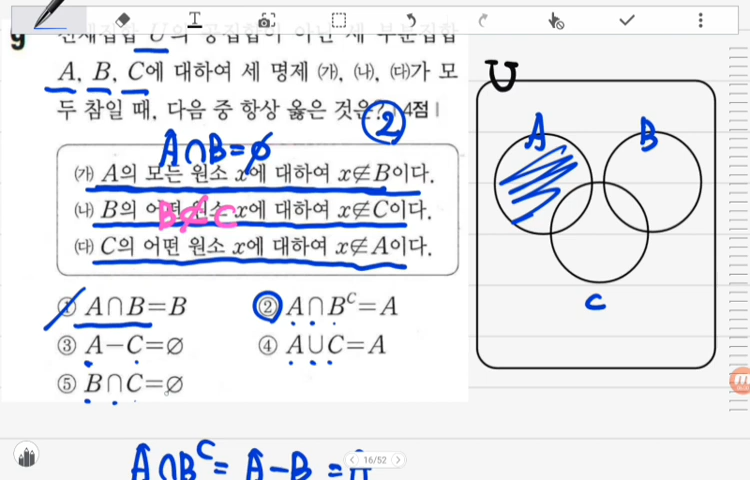 9 전체집합 U의 공집합이 아닌 세 부분집합
U
A, B, C에 대하여 세 명제 (가), (나), (다)가 모
두 참일 때, 다음 중 항상 옳은 것은? | 4점 |
②
A∩B=∅
(가) A의 모든 원소 x에 대하여 x∉B이다.
(나) B의 어떤 원소 x에 대하여 x∉C이다.
B⊄C
(다) C의 어떤 원소 x에 대하여 x∉A이다.
① A∩B=B
② A∩Bᶜ=A
③ A−C=∅
④ A∪C=A
⑤ B∩C=∅
A
B
C
16/52
A∩Bᶜ= A−B = A